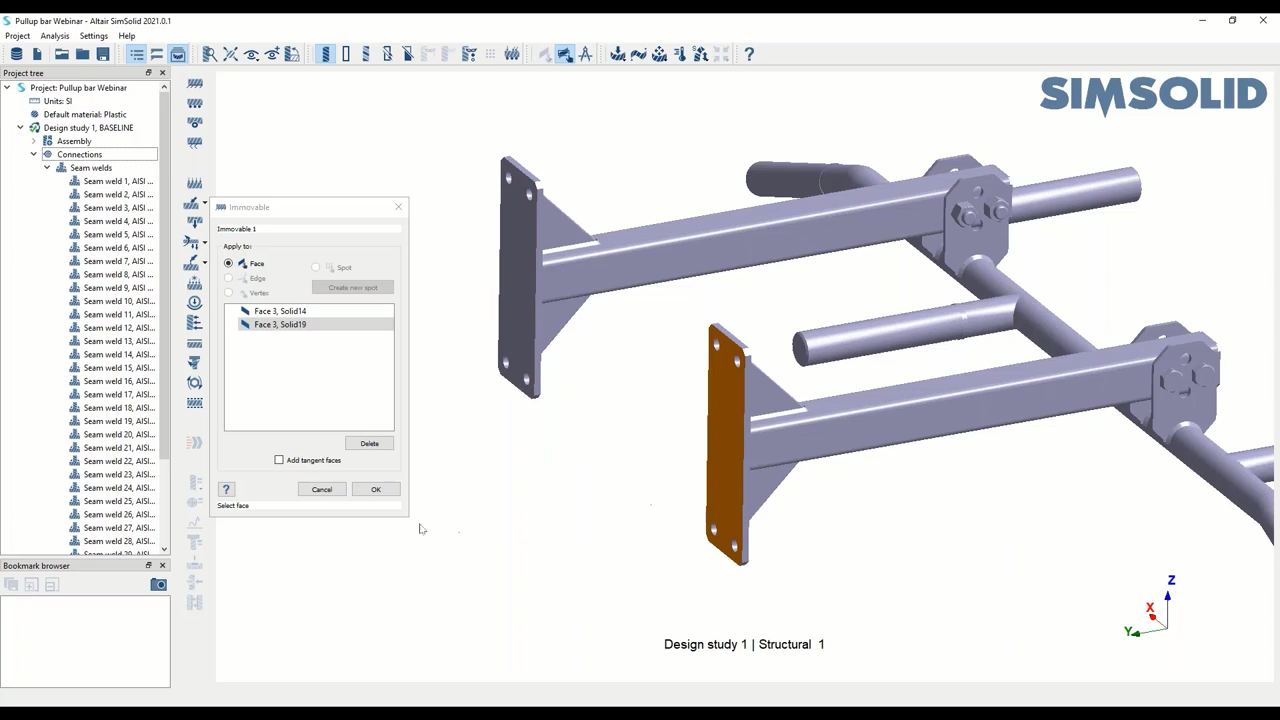 Pullup bar Webinar - Altair SimSolid 2021.0.1
Project Analysis Settings Help
Project tree
Project: Pullup bar Webinar
Units: SI
Default material: Plastic
Design study 1, BASELINE
Assembly
Connections
Seam welds
Seam weld 1, AISI ...
Seam weld 2, AISI ...
Seam weld 3, AISI ...
Seam weld 4, AISI ...
Seam weld 5, AISI ...
Seam weld 6, AISI ...
Seam weld 7, AISI ...
Seam weld 8, AISI ...
Seam weld 9, AISI ...
Seam weld 10, AISI...
Seam weld 11, AISI...
Seam weld 12, AISI...
Seam weld 13, AISI...
Seam weld 14, AISI...
Seam weld 15, AISI...
Seam weld 16, AISI...
Seam weld 17, AISI...
Seam weld 18, AISI...
Seam weld 19, AISI...
Seam weld 20, AISI...
Seam weld 21, AISI...
Seam weld 22, AISI...
Seam weld 23, AISI...
Seam weld 24, AISI...
Seam weld 25, AISI...
Seam weld 26, AISI...
Seam weld 27, AISI...
Seam weld 28, AISI...
Seam weld 29, AISI...
Bookmark browser
Immovable
Immovable 1
Apply to:
Face
Spot
Edge
Create new spot
Vertex
Face 3, Solid14
Face 3, Solid19
Delete
Add tangent faces
?
Cancel
OK
Select face
SIMSOLID
Z
X
Y
Design study 1 | Structural 1